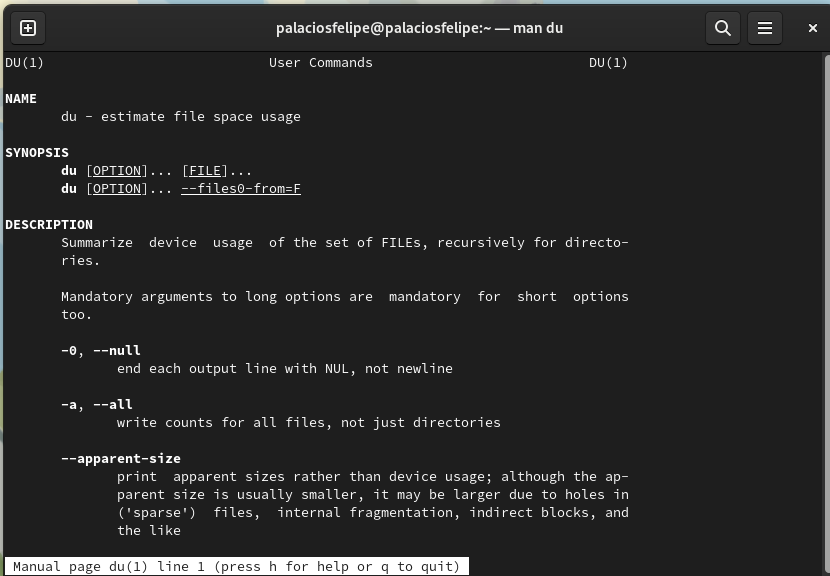 palaciosfelipe@palaciosfelipe:~ — man du
DU(1) User Commands DU(1)
NAME
du - estimate file space usage
SYNOPSIS
du [OPTION]... [FILE]...
du [OPTION]... --files0-from=F
DESCRIPTION
Summarize  device  usage  of the set of FILEs, recursively for directo‐
ries.
Mandatory arguments to long options are  mandatory  for  short  options
too.
-0, --null
end each output line with NUL, not newline
-a, --all
write counts for all files, not just directories
--apparent-size
print  apparent sizes rather than device usage; although the ap‐
parent size is usually smaller, it may be larger due to holes in
('sparse')  files,  internal fragmentation, indirect blocks, and
the like
Manual page du(1) line 1 (press h for help or q to quit)